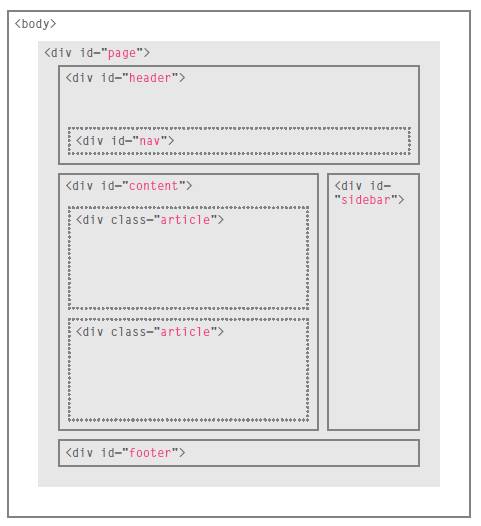 <body>
<div id="page">
<div id="header">
<div id="nav">
<div id="content">
<div class="article">
<div class="article">
<div id=
"sidebar">
<div id="footer">